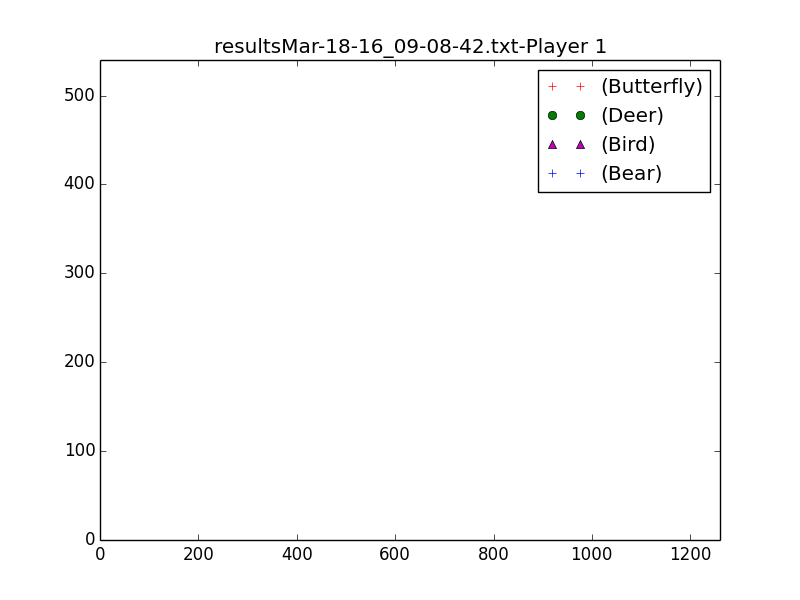 resultsMar-18-16_09-08-42.txt-Player 1
(Butterfly)
(Deer)
(Bird)
(Bear)
500
400
300
200
100
0
0 200 400 600 800 1000 1200